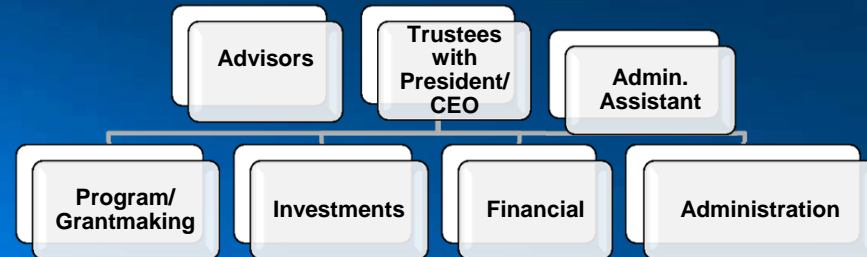 Advisors
Trustees
with
President/
CEO
Admin.
Assistant
Program/
Grantmaking
Investments
Financial
Administration